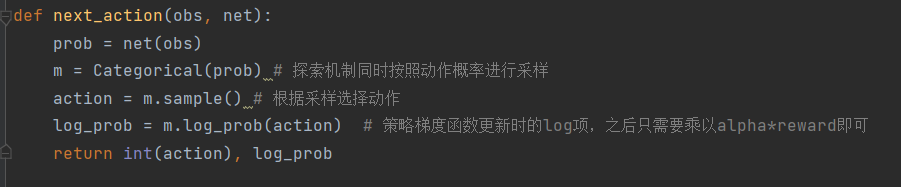 def next_action(obs, net):
    prob = net(obs)
    m = Categorical(prob) # 探索机制同时按照动作概率进行采样
    action = m.sample() # 根据采样选择动作
    log_prob = m.log_prob(action)  # 策略梯度函数更新时的log项，之后只需要乘以alpha*reward即可
    return int(action), log_prob